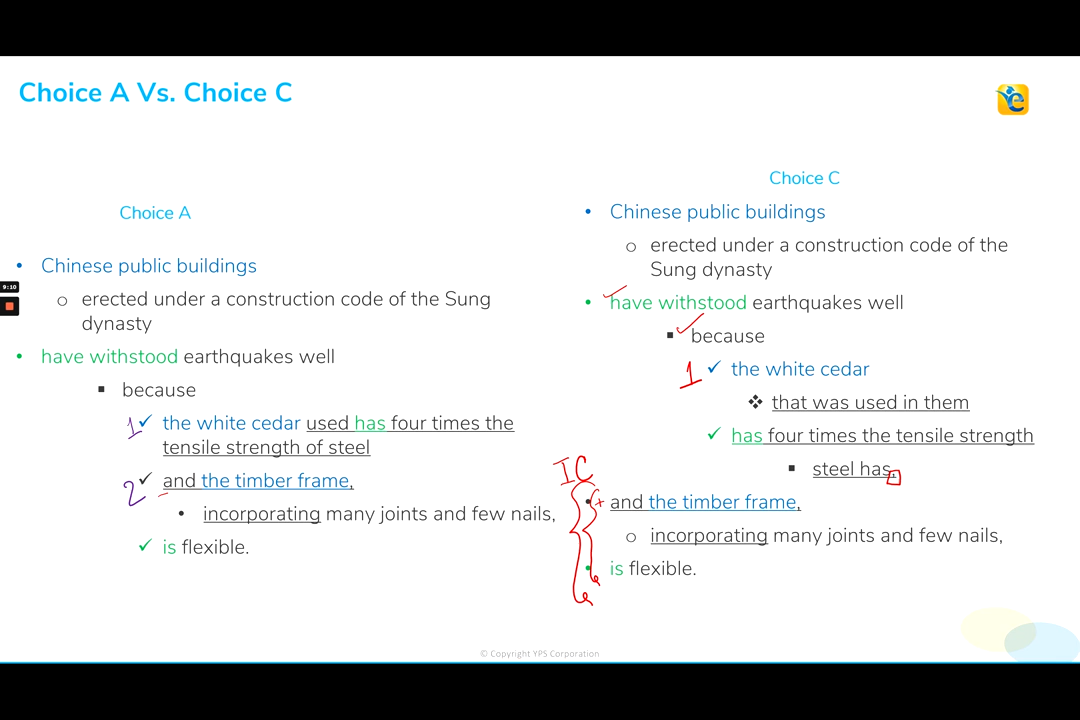 Choice A Vs. Choice C
Choice A
• Chinese public buildings
o erected under a construction code of the Sung
dynasty
• have withstood earthquakes well
▪ because
1 ✓ the white cedar used has four times the
tensile strength of steel
2 ✓ and the timber frame,
• incorporating many joints and few nails,
✓ is flexible.
9:10
Choice C
• Chinese public buildings
o erected under a construction code of the
Sung dynasty
• have withstood earthquakes well
▪ because
1 ✓ the white cedar
❖ that was used in them
✓ has four times the tensile strength
▪ steel has,
IC
• and the timber frame,
o incorporating many joints and few nails,
• is flexible.
© Copyright YPS Corporation